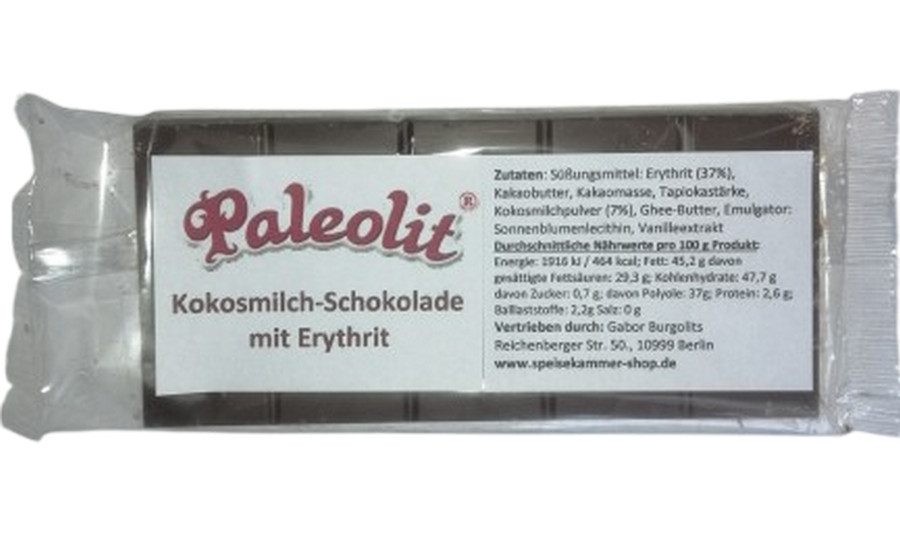 Paleolit®
Kokosmilch-Schokolade
mit Erythrit
Zutaten: Süßungsmittel: Erythrit (37%),
Kakaobutter, Kakaomasse, Tapiokastärke,
Kokosmilchpulver (7%), Ghee-Butter, Emulgator:
Sonnenblumenlecithin, Vanilleextrakt
Durchschnittliche Nährwerte pro 100 g Produkt:
Energie: 1916 kJ / 464 kcal; Fett: 45,2 g davon
gesättigte Fettsäuren: 29,3 g; Kohlenhydrate: 47,7 g
davon Zucker: 0,7 g; davon Polyole: 37g; Protein: 2,6 g;
Ballaststoffe: 2,2g Salz: 0 g
Vertrieben durch: Gabor Burgolits
Reichenberger Str. 50., 10999 Berlin
www.speisekammer-shop.de